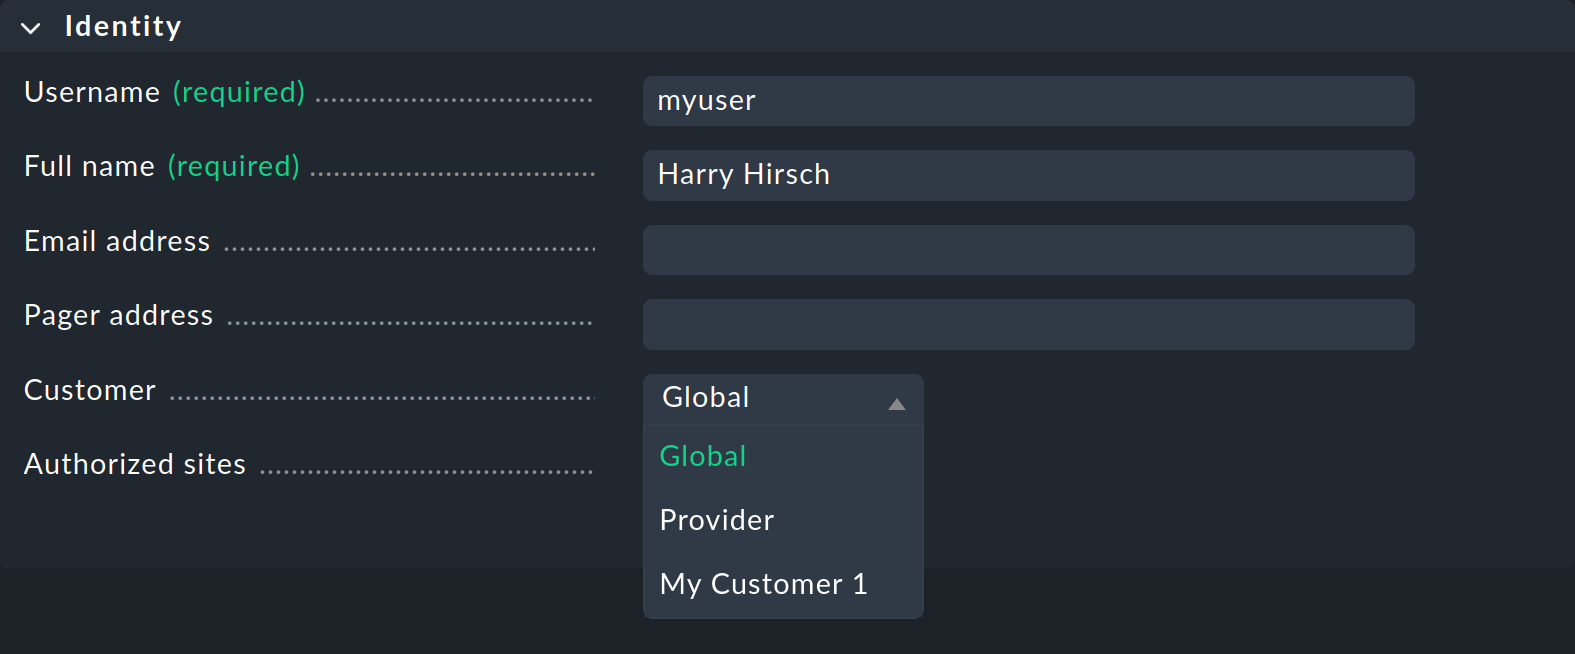 Identity
Username (required) myuser
Full name (required) Harry Hirsch
Email address
Pager address
Customer Global
Global
Authorized sites
Provider
My Customer 1